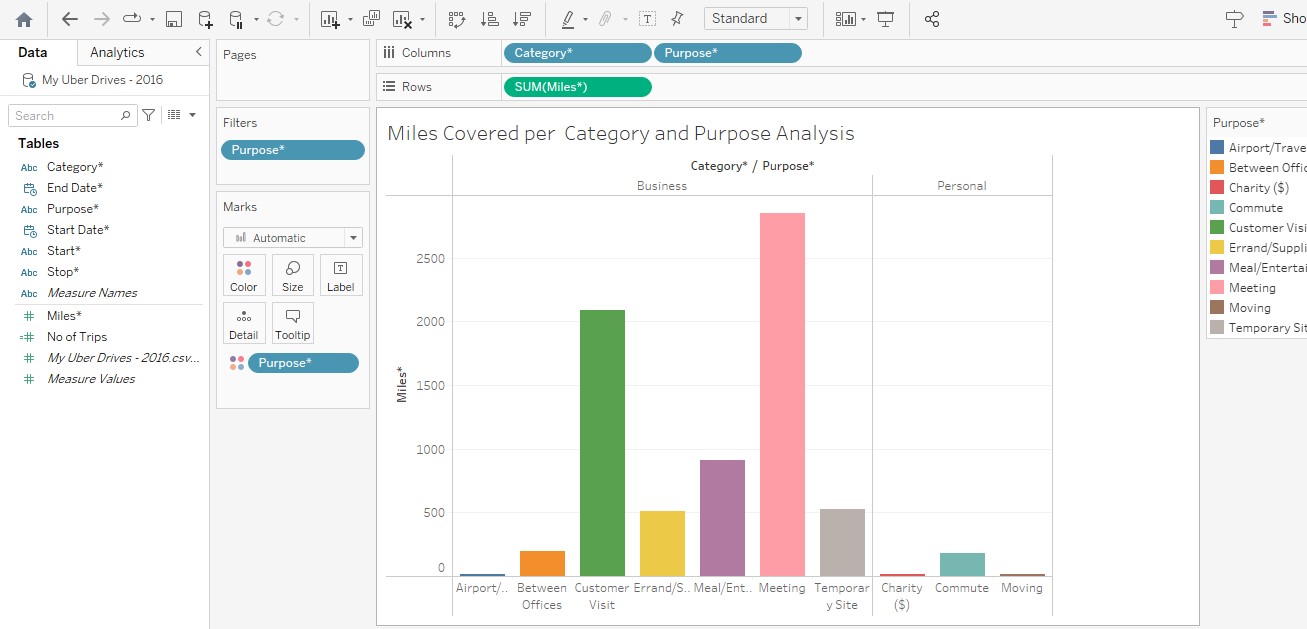 Standard
Sho
Data
Analytics
My Uber Drives - 2016
Search
Tables
Abc Category*
End Date*
Abc Purpose*
Start Date*
Abc Start*
Abc Stop*
Abc Measure Names
Miles*
No of Trips
My Uber Drives - 2016.csv...
Measure Values
Pages
Filters
Purpose*
Marks
Automatic
Color Size Label
Detail Tooltip
Purpose*
Columns
Category* Purpose*
Rows
SUM(Miles*)
Miles Covered per Category and Purpose Analysis
Category* / Purpose*
Business Personal
Miles*
2500
2000
1500
1000
500
0
Airport/..
Between
Offices
Customer
Visit
Errand/S..
Meal/Ent..
Meeting
Temporar
y Site
Charity
($)
Commute
Moving
Purpose*
Airport/Trave
Between Offic
Charity ($)
Commute
Customer Visi
Errand/Suppli
Meal/Entertai
Meeting
Moving
Temporary Sit